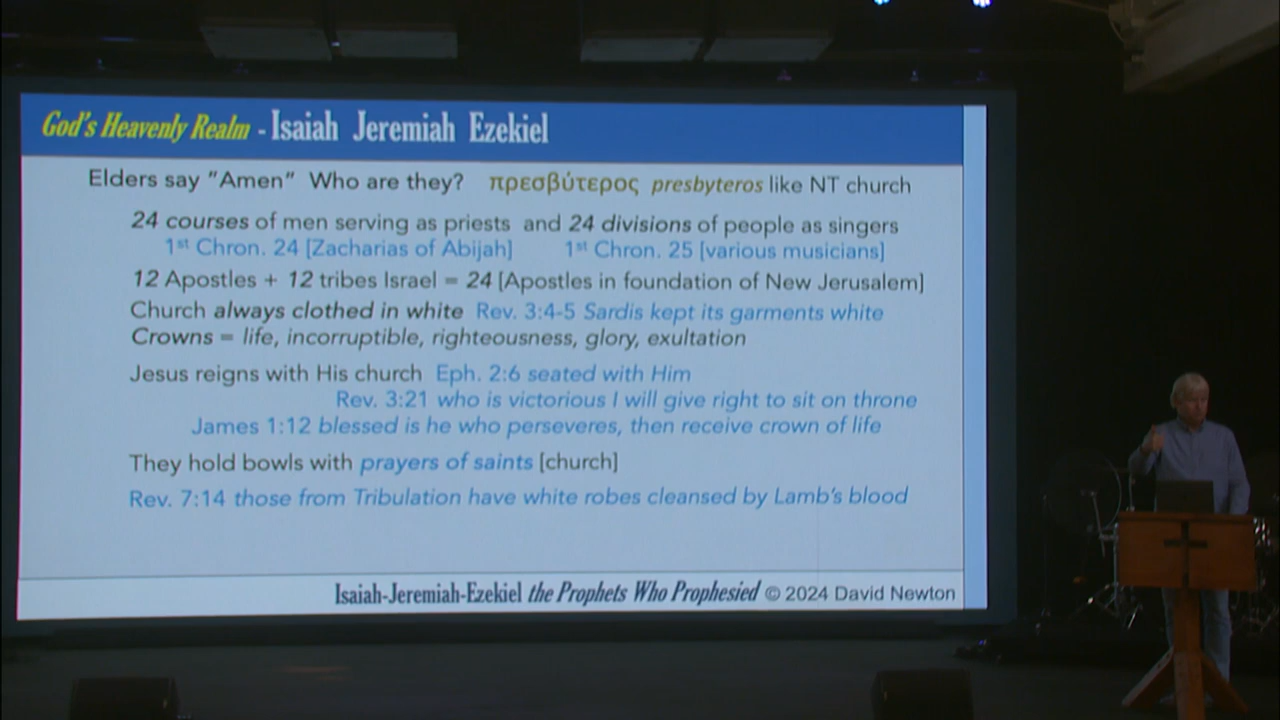 God's Heavenly Realm - Isaiah Jeremiah Ezekiel
Elders say "Amen" Who are they? πρεσβύτερος presbyteros like NT church
24 courses of men serving as priests and 24 divisions of people as singers
1st Chron. 24 [Zacharias of Abijah] 1st Chron. 25 [various musicians]
12 Apostles + 12 tribes Israel = 24 [Apostles in foundation of New Jerusalem]
Church always clothed in white Rev. 3:4-5 Sardis kept its garments white
Crowns = life, incorruptible, righteousness, glory, exultation
Jesus reigns with His church Eph. 2:6 seated with Him
Rev. 3:21 who is victorious I will give right to sit on throne
James 1:12 blessed is he who perseveres, then receive crown of life
They hold bowls with prayers of saints [church]
Rev. 7:14 those from Tribulation have white robes cleansed by Lamb's blood
Isaiah-Jeremiah-Ezekiel the Prophets Who Prophesied © 2024 David Newton